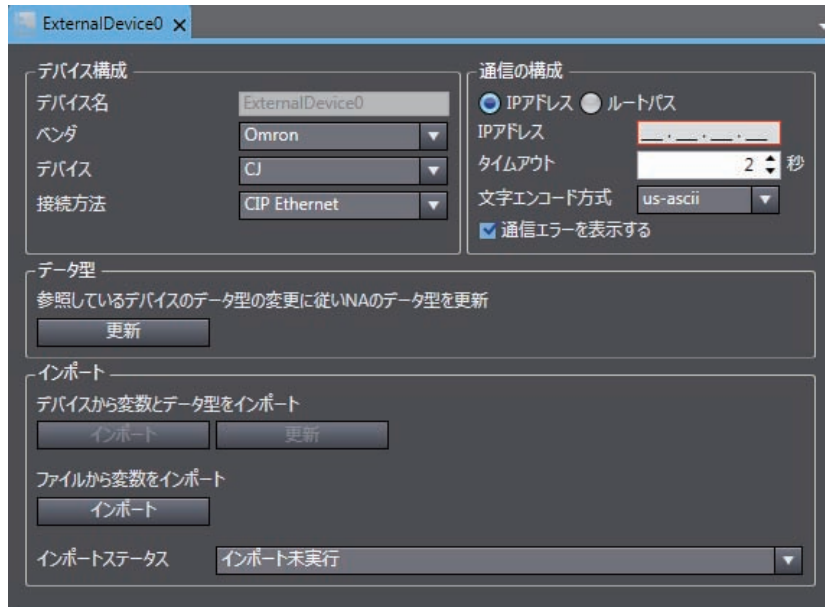 ExternalDevice0
デバイス構成
デバイス名 ExternalDevice0
ベンダ Omron
デバイス CJ
接続方法 CIP Ethernet
通信の構成
IPアドレス ルートパス
IPアドレス __.__.__.__
タイムアウト 2 秒
文字エンコード方式 us-ascii
通信エラーを表示する
データ型
参照しているデバイスのデータ型の変更に従いNAのデータ型を更新
更新
インポート
デバイスから変数とデータ型をインポート
インポート 更新
ファイルから変数をインポート
インポート
インポートステータス インポート未実行